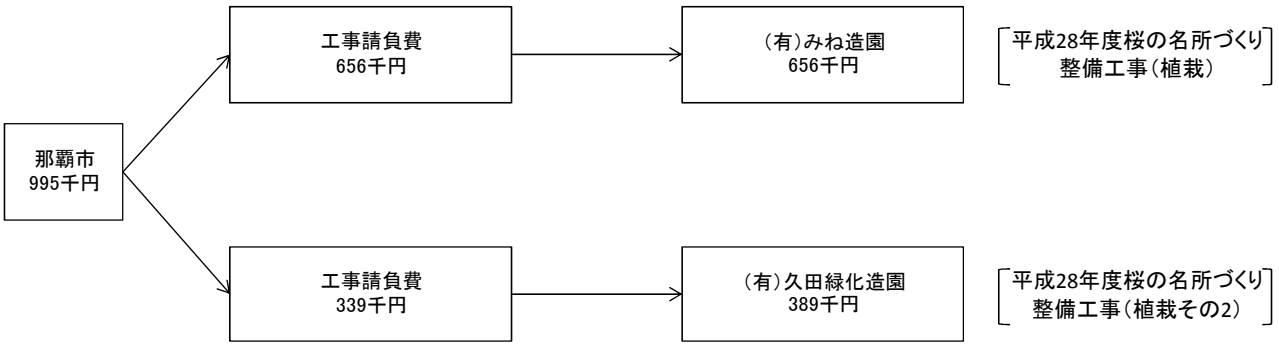 工事請負費
656千円
（有）みね造園
656千円
平成28年度桜の名所づくり
整備工事（植栽）
那覇市
995千円
工事請負費
339千円
（有）久田緑化造園
389千円
平成28年度桜の名所づくり
整備工事（植栽その2）